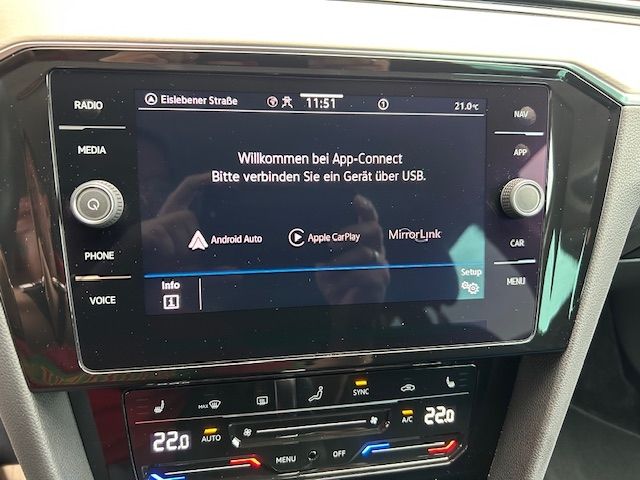 RADIO
MEDIA
PHONE
VOICE
Eislebener Straße
11:51
1
21.0°C
Willkommen bei App-Connect
Bitte verbinden Sie ein Gerät über USB.
Android Auto
Apple CarPlay
MirrorLink
Info
Setup
NAV
APP
CAR
MENU
MAX
SYNC
22.0
AUTO
A/C
22.0
MENU
OFF